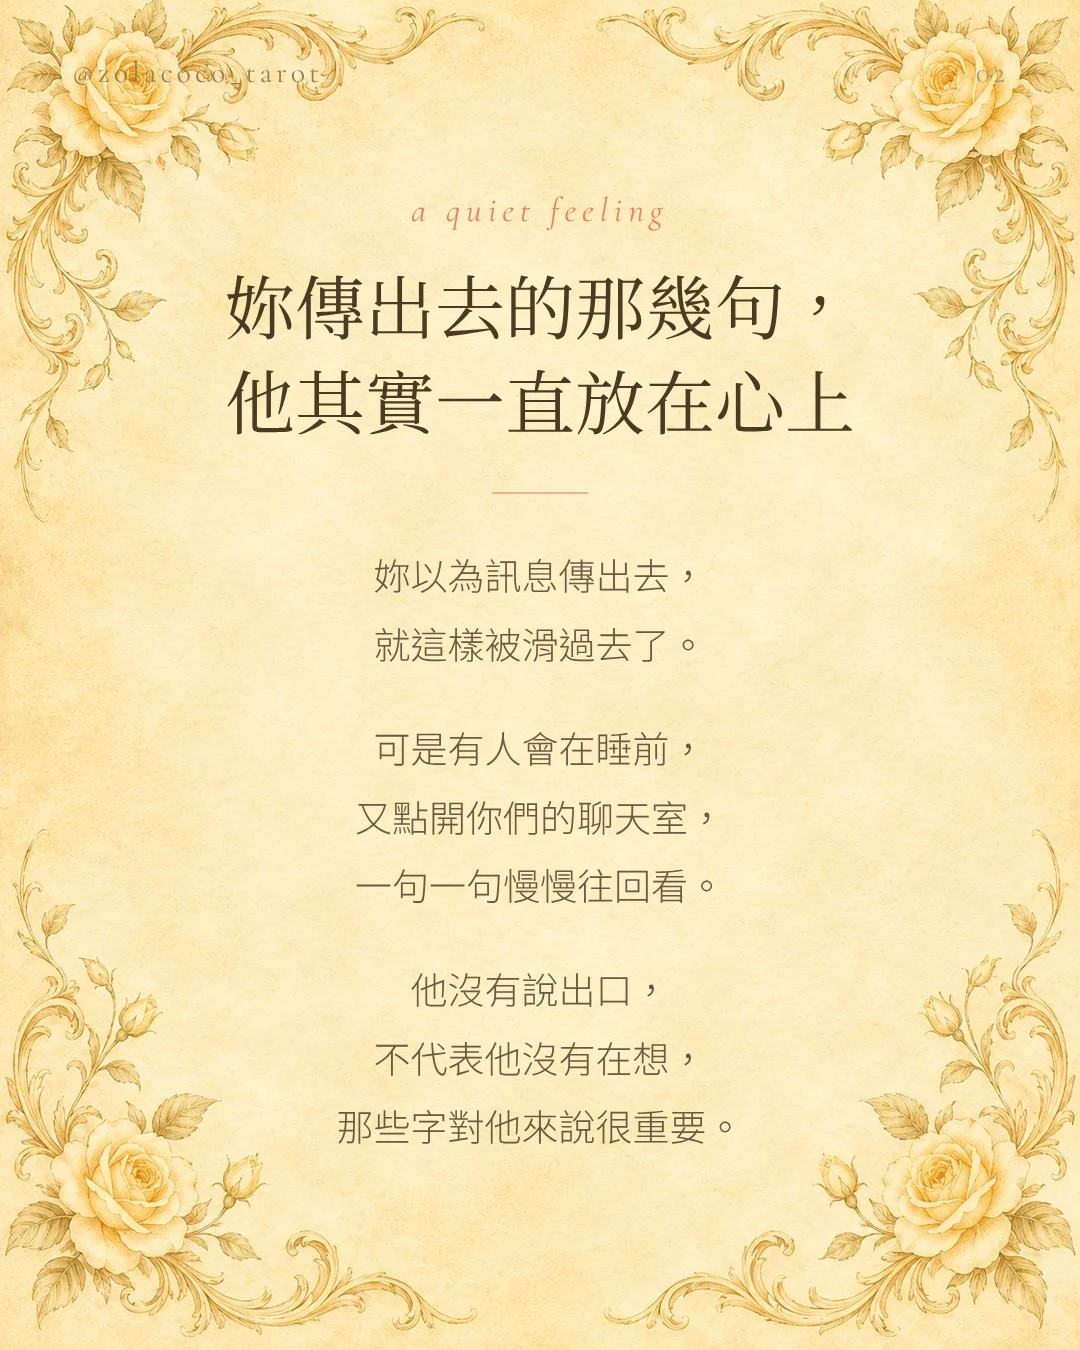 @zolacoco_tarot
02
a quiet feeling
妳傳出去的那幾句，
他其實一直放在心上
妳以為訊息傳出去，
就這樣被滑過去了。
可是有人會在睡前，
又點開你們的聊天室，
一句一句慢慢往回看。
他沒有說出口，
不代表他沒有在想，
那些字對他來說很重要。